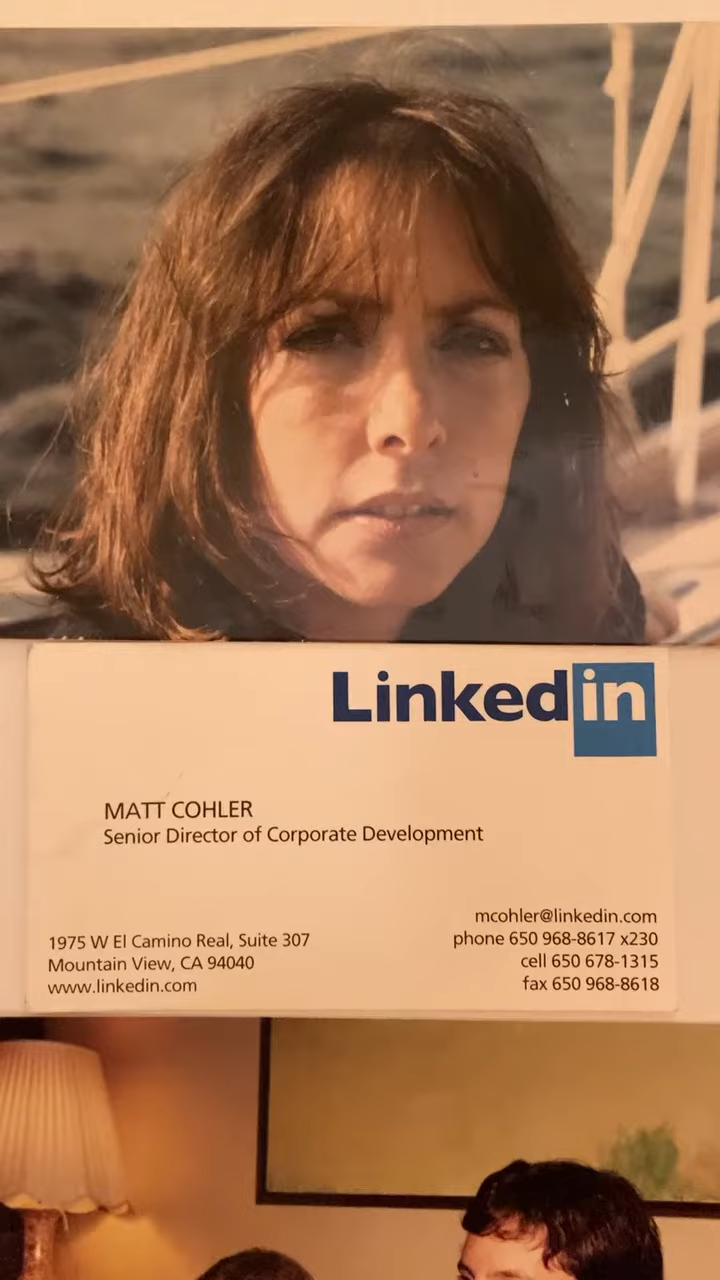 Linkedin
MATT COHLER
Senior Director of Corporate Development
mcohler@linkedin.com
1975 W El Camino Real, Suite 307
phone 650 968-8617 x230
Mountain View, CA 94040
cell 650 678-1315
www.linkedin.com
fax 650 968-8618